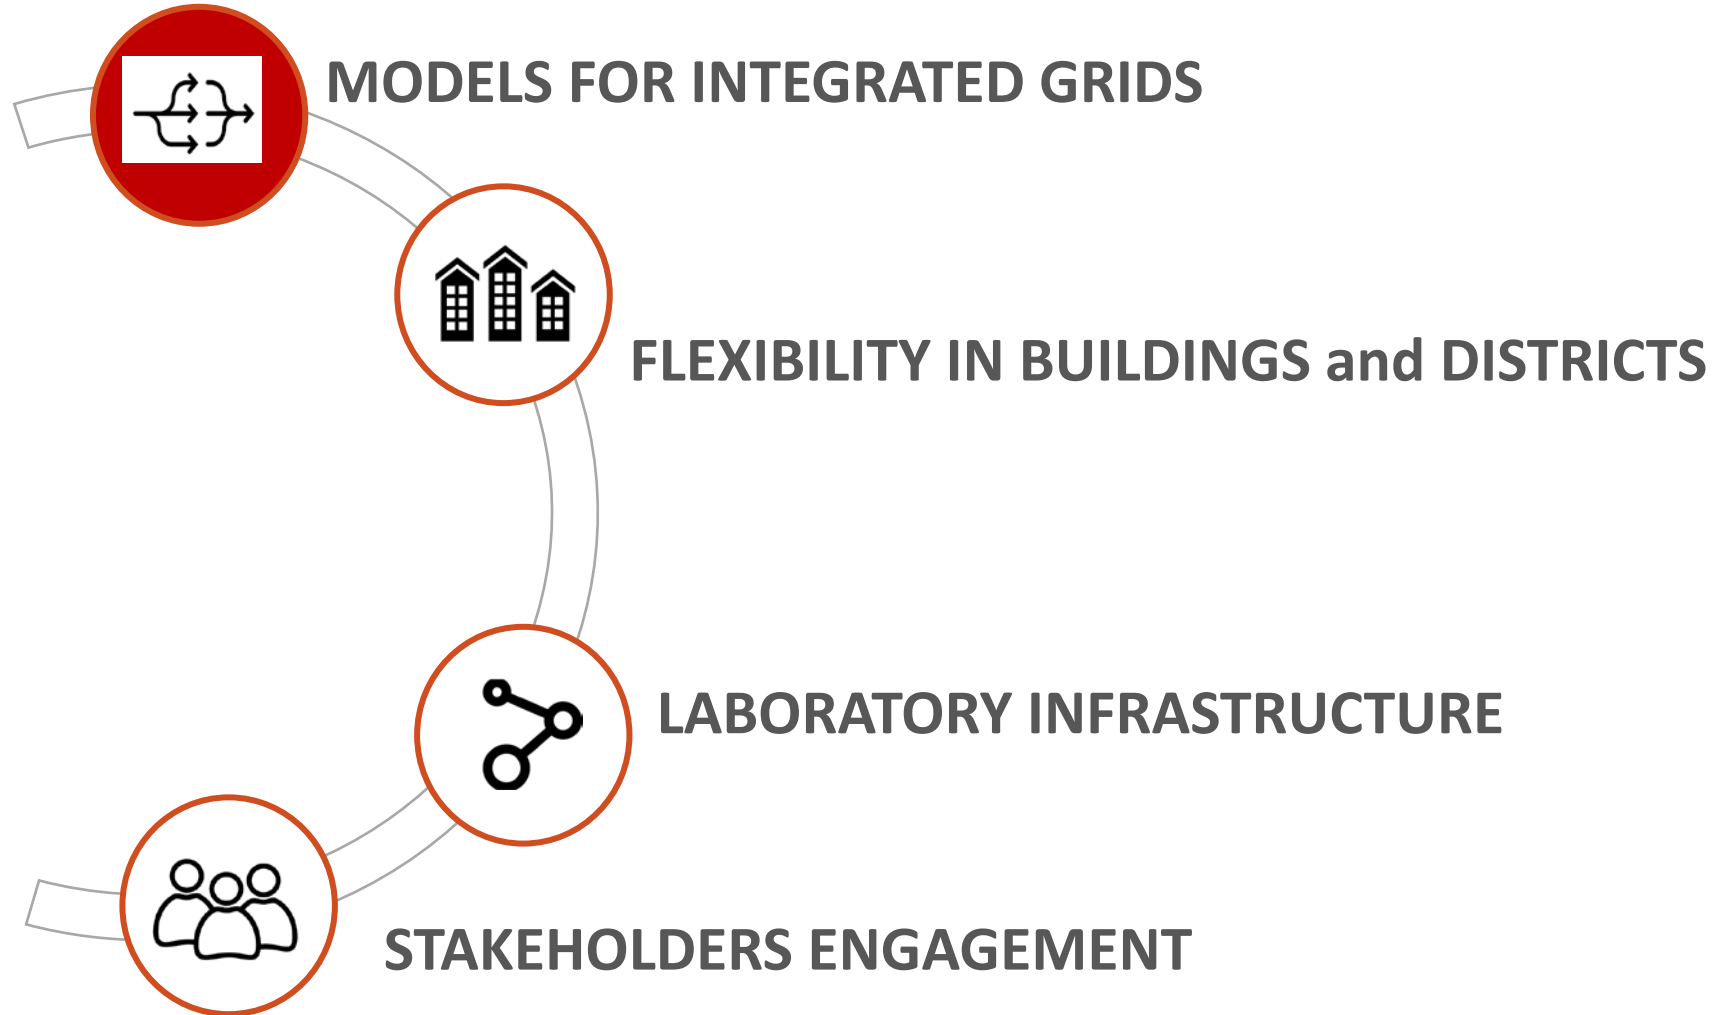 MODELS FOR INTEGRATED GRIDS
FLEXIBILITY IN BUILDINGS and DISTRICTS
LABORATORY INFRASTRUCTURE
STAKEHOLDERS ENGAGEMENT